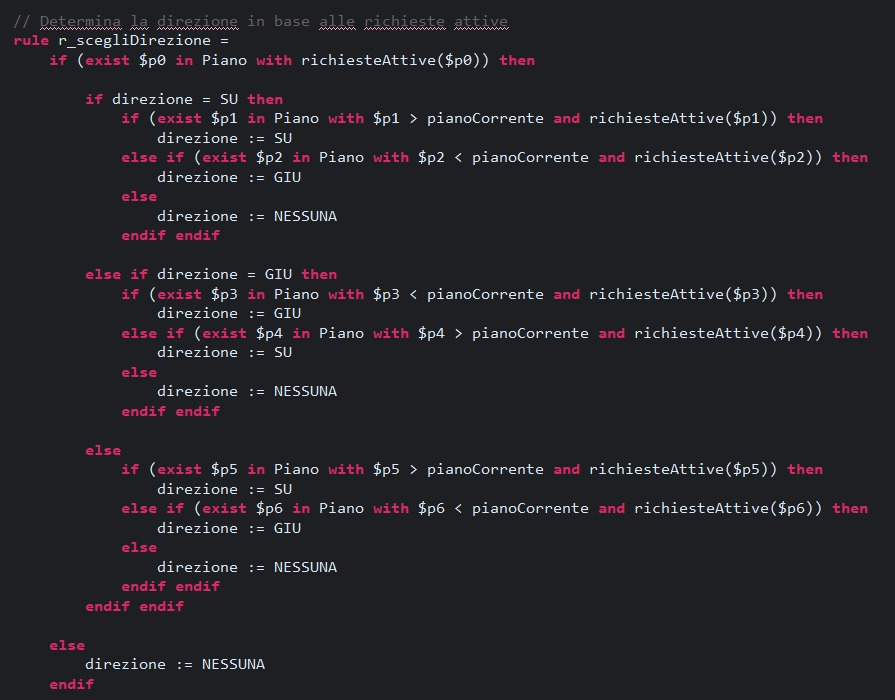 // Determina la direzione in base alle richieste attive
rule r_scegliDirezione =
    if (exist $p0 in Piano with richiesteAttive($p0)) then

        if direzione = SU then
            if (exist $p1 in Piano with $p1 > pianoCorrente and richiesteAttive($p1)) then
                direzione := SU
            else if (exist $p2 in Piano with $p2 < pianoCorrente and richiesteAttive($p2)) then
                direzione := GIU
            else
                direzione := NESSUNA
            endif endif

        else if direzione = GIU then
            if (exist $p3 in Piano with $p3 < pianoCorrente and richiesteAttive($p3)) then
                direzione := GIU
            else if (exist $p4 in Piano with $p4 > pianoCorrente and richiesteAttive($p4)) then
                direzione := SU
            else
                direzione := NESSUNA
            endif endif

        else
            if (exist $p5 in Piano with $p5 > pianoCorrente and richiesteAttive($p5)) then
                direzione := SU
            else if (exist $p6 in Piano with $p6 < pianoCorrente and richiesteAttive($p6)) then
                direzione := GIU
            else
                direzione := NESSUNA
            endif endif
        endif endif

    else
        direzione := NESSUNA
    endif